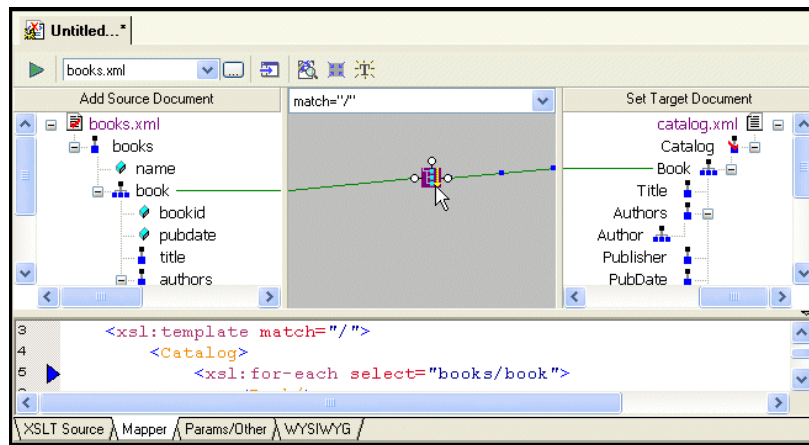 Untitled...*
books.xml ...
Add Source Document
match="/"
Set Target Document
books.xml
books
name
book
bookid
pubdate
title
authors
catalog.xml
Catalog
Book
Title
Authors
Author
Publisher
PubDate
3 <xsl:template match="/">
4 <Catalog>
5 <xsl:for-each select="books/book">
XSLT Source Mapper Params/Other WYSIWYG